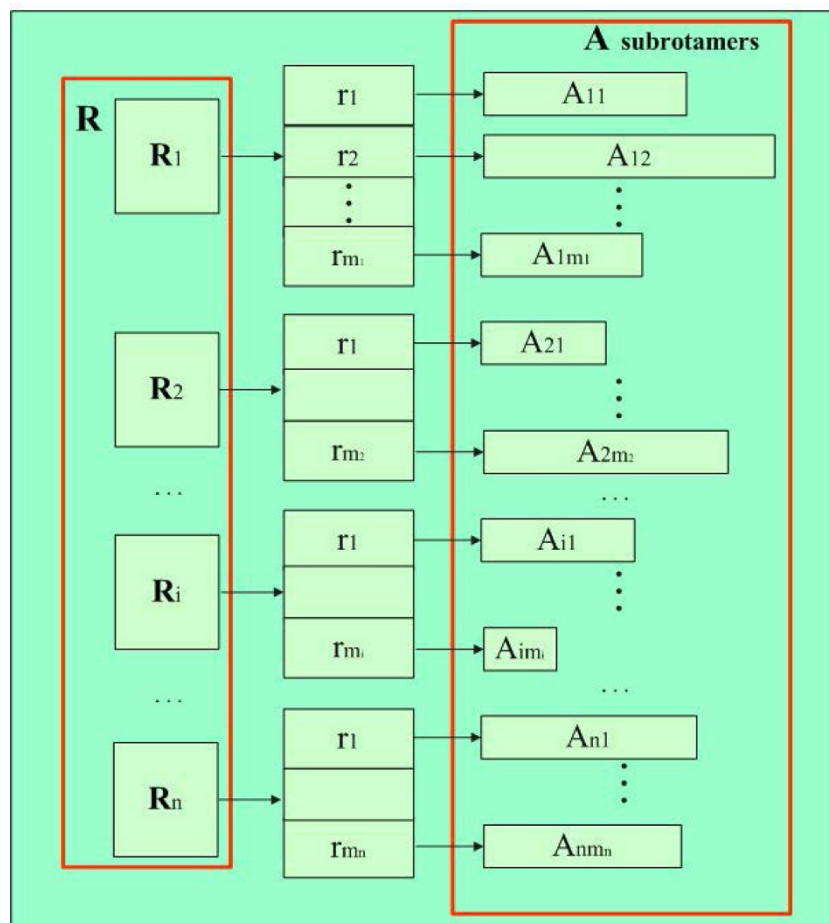 A subrotamers
R
R1
r1
A11
r2
A12
rm1
A1m1
R2
r1
A21
rm2
A2m2
...
...
Ri
r1
Ai1
rmi
Aimi
...
...
Rn
r1
An1
rmn
Anmn